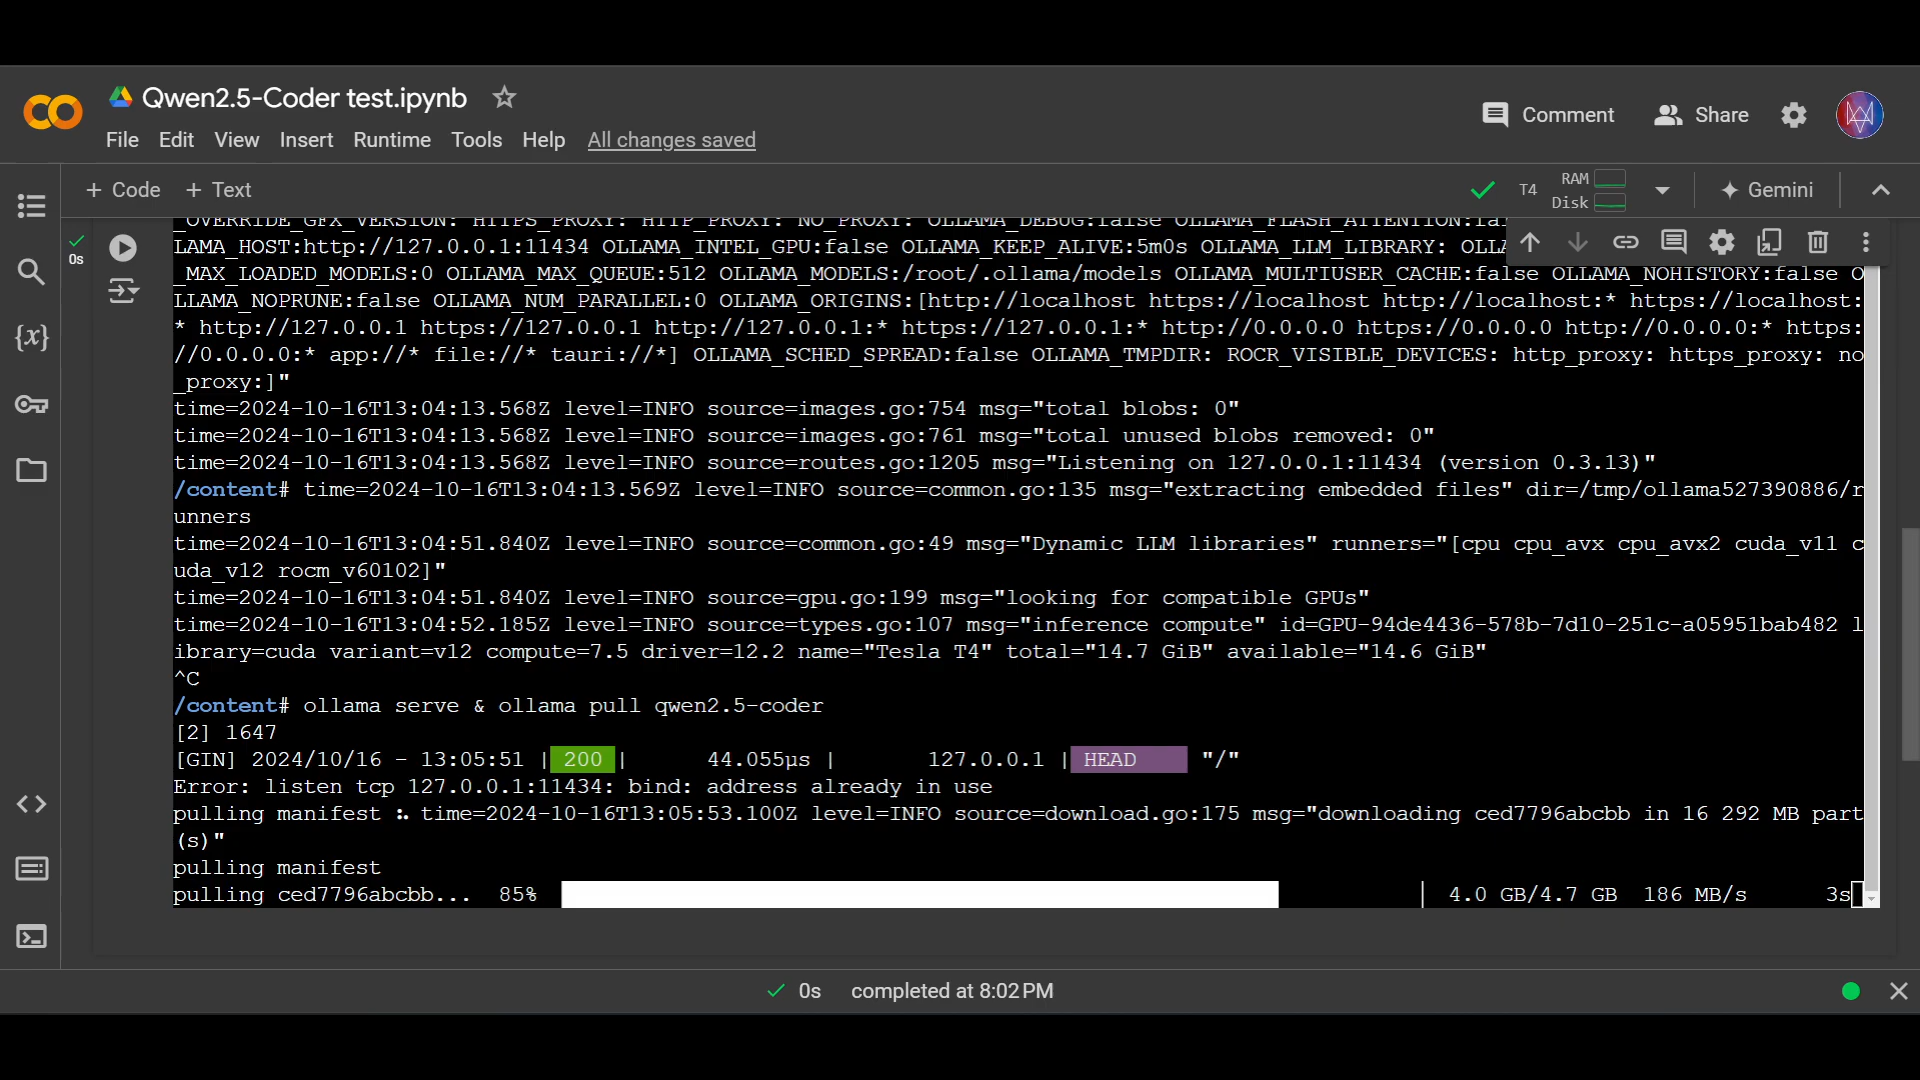 Qwen2.5-Coder test.ipynb
File Edit View Insert Runtime Tools Help All changes saved
Comment Share
+ Code + Text
T4 RAM Disk Gemini
0s
_OVERRIDE_GFX_VERSION: HTTPS_PROXY: HTTP_PROXY: NO_PROXY: OLLAMA_DEBUG:false OLLAMA_FLASH_ATTENTION:fal
LAMA_HOST:http://127.0.0.1:11434 OLLAMA_INTEL_GPU:false OLLAMA_KEEP_ALIVE:5m0s OLLAMA_LLM_LIBRARY: OLLA
_MAX_LOADED_MODELS:0 OLLAMA_MAX_QUEUE:512 OLLAMA_MODELS:/root/.ollama/models OLLAMA_MULTIUSER_CACHE:false OLLAMA_NOHISTORY:false O
LLAMA_NOPRUNE:false OLLAMA_NUM_PARALLEL:0 OLLAMA_ORIGINS:[http://localhost https://localhost http://localhost:* https://localhost:
* http://127.0.0.1 https://127.0.0.1 http://127.0.0.1:* https://127.0.0.1:* http://0.0.0.0 https://0.0.0.0 http://0.0.0.0:* https:
//0.0.0.0:* app://* file://* tauri://*] OLLAMA_SCHED_SPREAD:false OLLAMA_TMPDIR: ROCR_VISIBLE_DEVICES: http_proxy: https_proxy: no
_proxy:]"
time=2024-10-16T13:04:13.568Z level=INFO source=images.go:754 msg="total blobs: 0"
time=2024-10-16T13:04:13.568Z level=INFO source=images.go:761 msg="total unused blobs removed: 0"
time=2024-10-16T13:04:13.568Z level=INFO source=routes.go:1205 msg="Listening on 127.0.0.1:11434 (version 0.3.13)"
/content# time=2024-10-16T13:04:13.569Z level=INFO source=common.go:135 msg="extracting embedded files" dir=/tmp/ollama527390886/r
unners
time=2024-10-16T13:04:51.840Z level=INFO source=common.go:49 msg="Dynamic LLM libraries" runners="[cpu cpu_avx cpu_avx2 cuda_v11 c
uda_v12 rocm_v60102]"
time=2024-10-16T13:04:51.840Z level=INFO source=gpu.go:199 msg="looking for compatible GPUs"
time=2024-10-16T13:04:52.185Z level=INFO source=types.go:107 msg="inference compute" id=GPU-94de4436-578b-7d10-251c-a05951bab482 l
ibrary=cuda variant=v12 compute=7.5 driver=12.2 name="Tesla T4" total="14.7 GiB" available="14.6 GiB"
^C
/content# ollama serve & ollama pull qwen2.5-coder
[2] 1647
[GIN] 2024/10/16 - 13:05:51 | 200 | 44.055µs | 127.0.0.1 | HEAD "/"
Error: listen tcp 127.0.0.1:11434: bind: address already in use
pulling manifest ⠦ time=2024-10-16T13:05:53.100Z level=INFO source=download.go:175 msg="downloading ced7796abcbb in 16 292 MB part
(s)"
pulling manifest
pulling ced7796abcbb... 85% | 4.0 GB/4.7 GB 186 MB/s 3s
0s completed at 8:02 PM